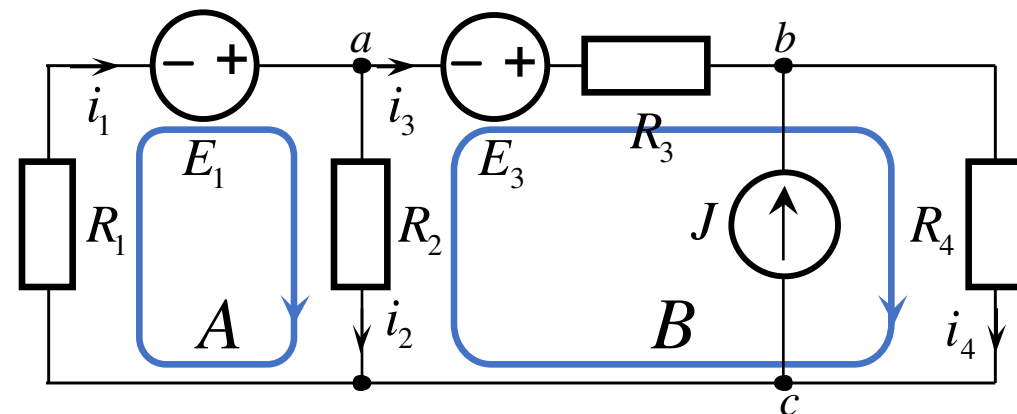 − + a − + b
i₁ i₃
E₁ E₃ R₃
R₁ R₂ J R₄
A i₂ B i₄
c